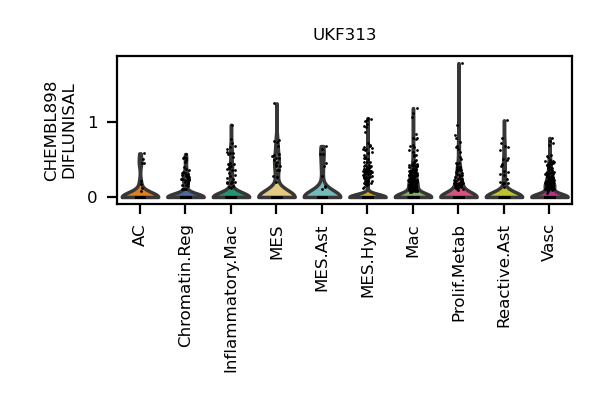 UKF313
CHEMBL898
DIFLUNISAL
1
0
AC
Chromatin.Reg
Inflammatory.Mac
MES
MES.Ast
MES.Hyp
Mac
Prolif.Metab
Reactive.Ast
Vasc